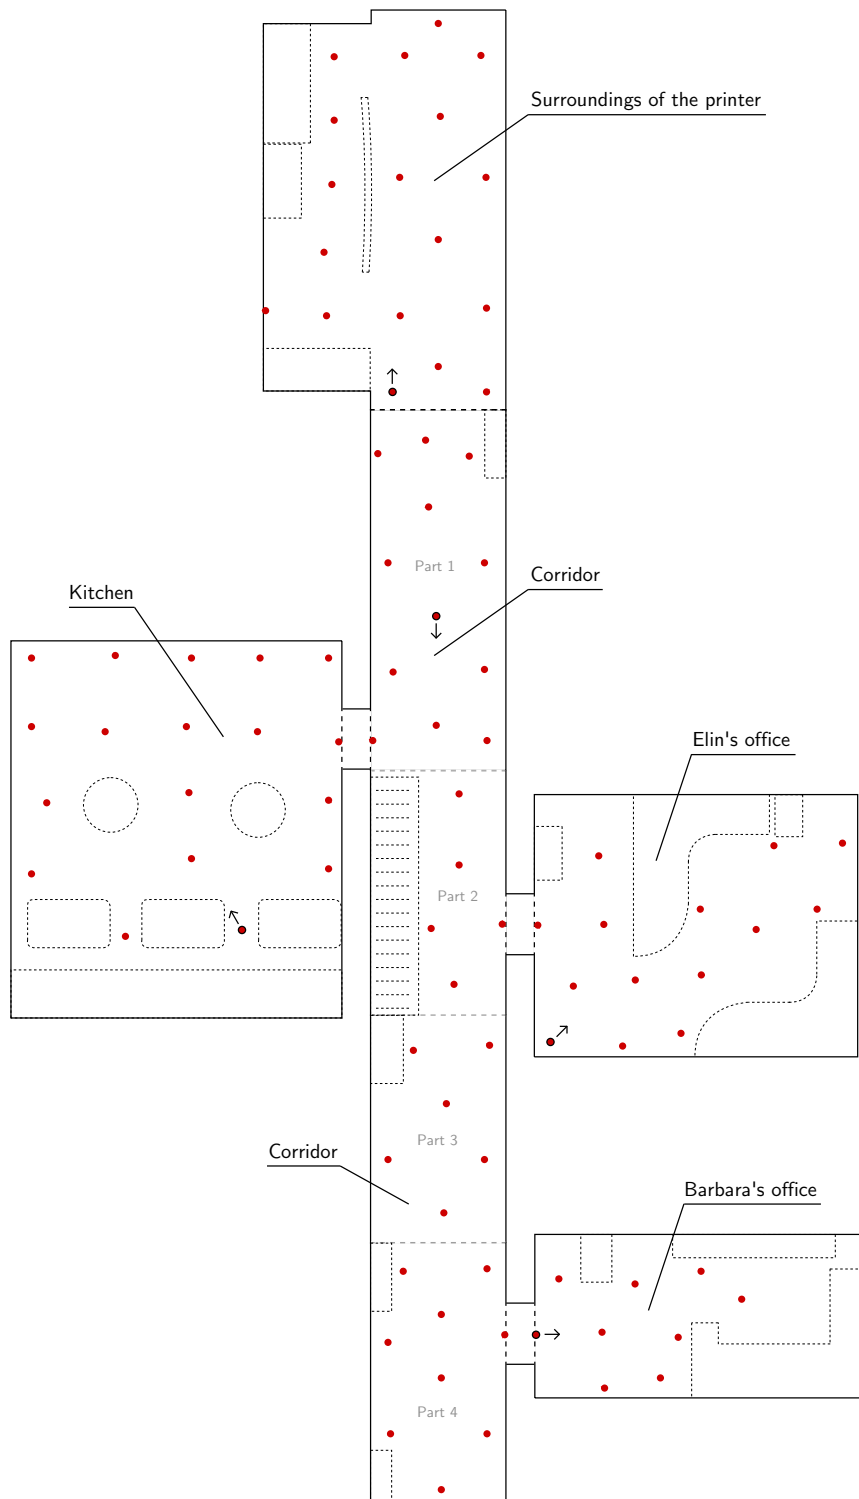 Surroundings of the printer
Part 1
Corridor
Kitchen
Elin's office
Part 2
Part 3
Corridor
Barbara's office
Part 4